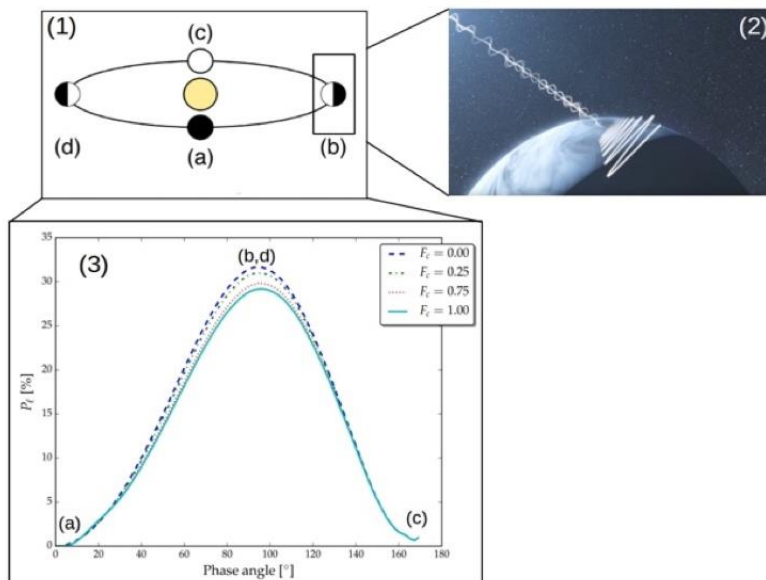 (1)
(c)
(d)
(a)
(b)
(2)
(3)
(b,d)
F_c = 0.00
F_c = 0.25
F_c = 0.75
F_c = 1.00
35
30
25
20
15
10
5
0
P_ℓ [%]
(a)
(c)
0 20 40 60 80 100 120 140 160 180
Phase angle [°]